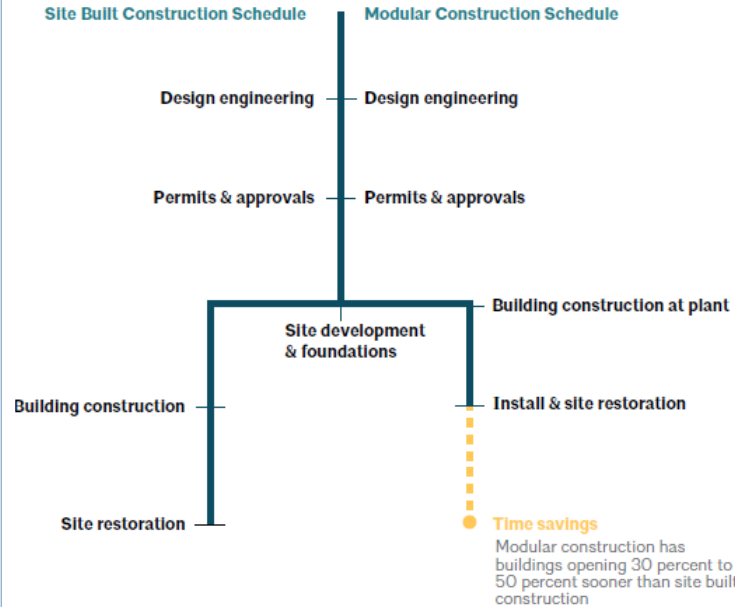 Site Built Construction Schedule
Modular Construction Schedule
Design engineering
Design engineering
Permits & approvals
Permits & approvals
Building construction at plant
Site development
& foundations
Building construction
Install & site restoration
Site restoration
Time savings
Modular construction has
buildings opening 30 percent to
50 percent sooner than site built
construction